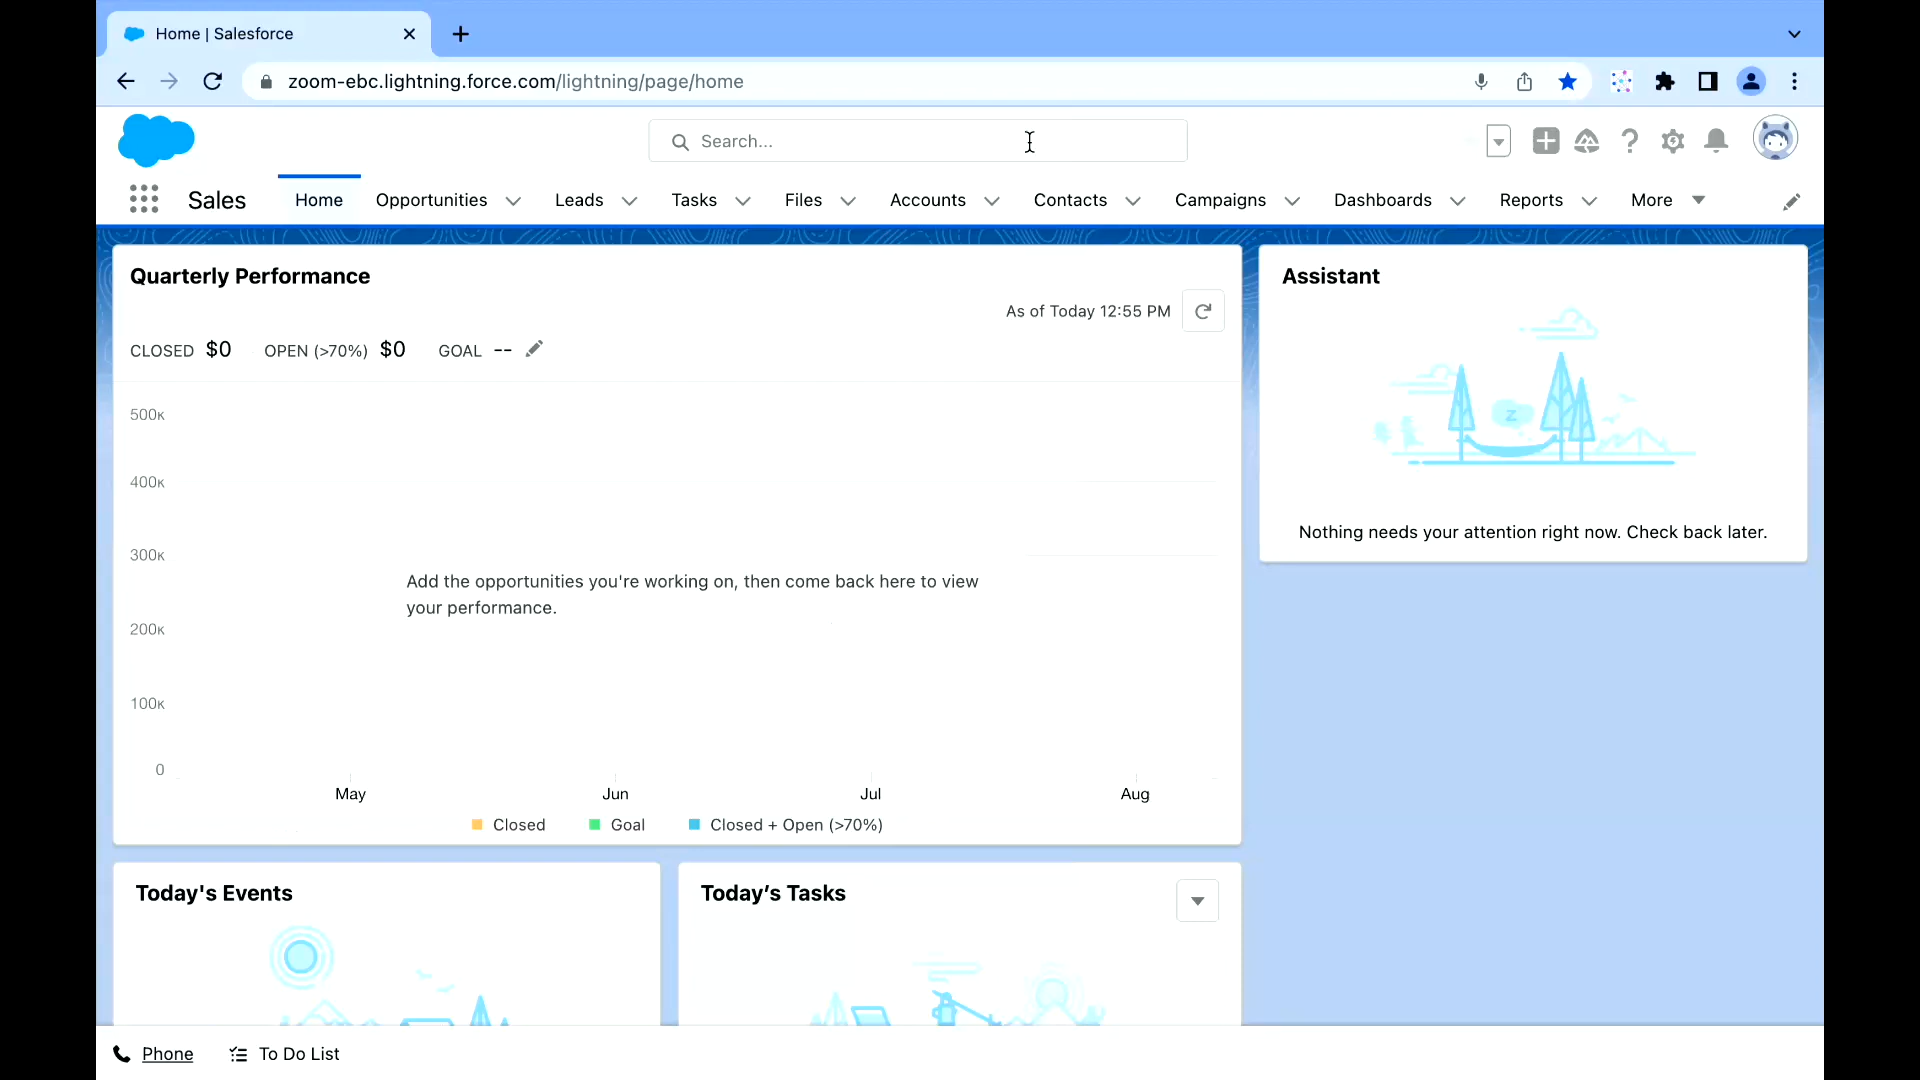 Home | Salesforce
zoom-ebc.lightning.force.com/lightning/page/home
Search...
Sales Home Opportunities Leads Tasks Files Accounts Contacts Campaigns Dashboards Reports More
Quarterly Performance
As of Today 12:55 PM
CLOSED $0 OPEN (>70%) $0 GOAL --
500K
400K
300K
200K
100K
0
Add the opportunities you're working on, then come back here to view
your performance.
May Jun Jul Aug
Closed Goal Closed + Open (>70%)
Assistant
Z
Nothing needs your attention right now. Check back later.
Today's Events
Today’s Tasks
Phone To Do List